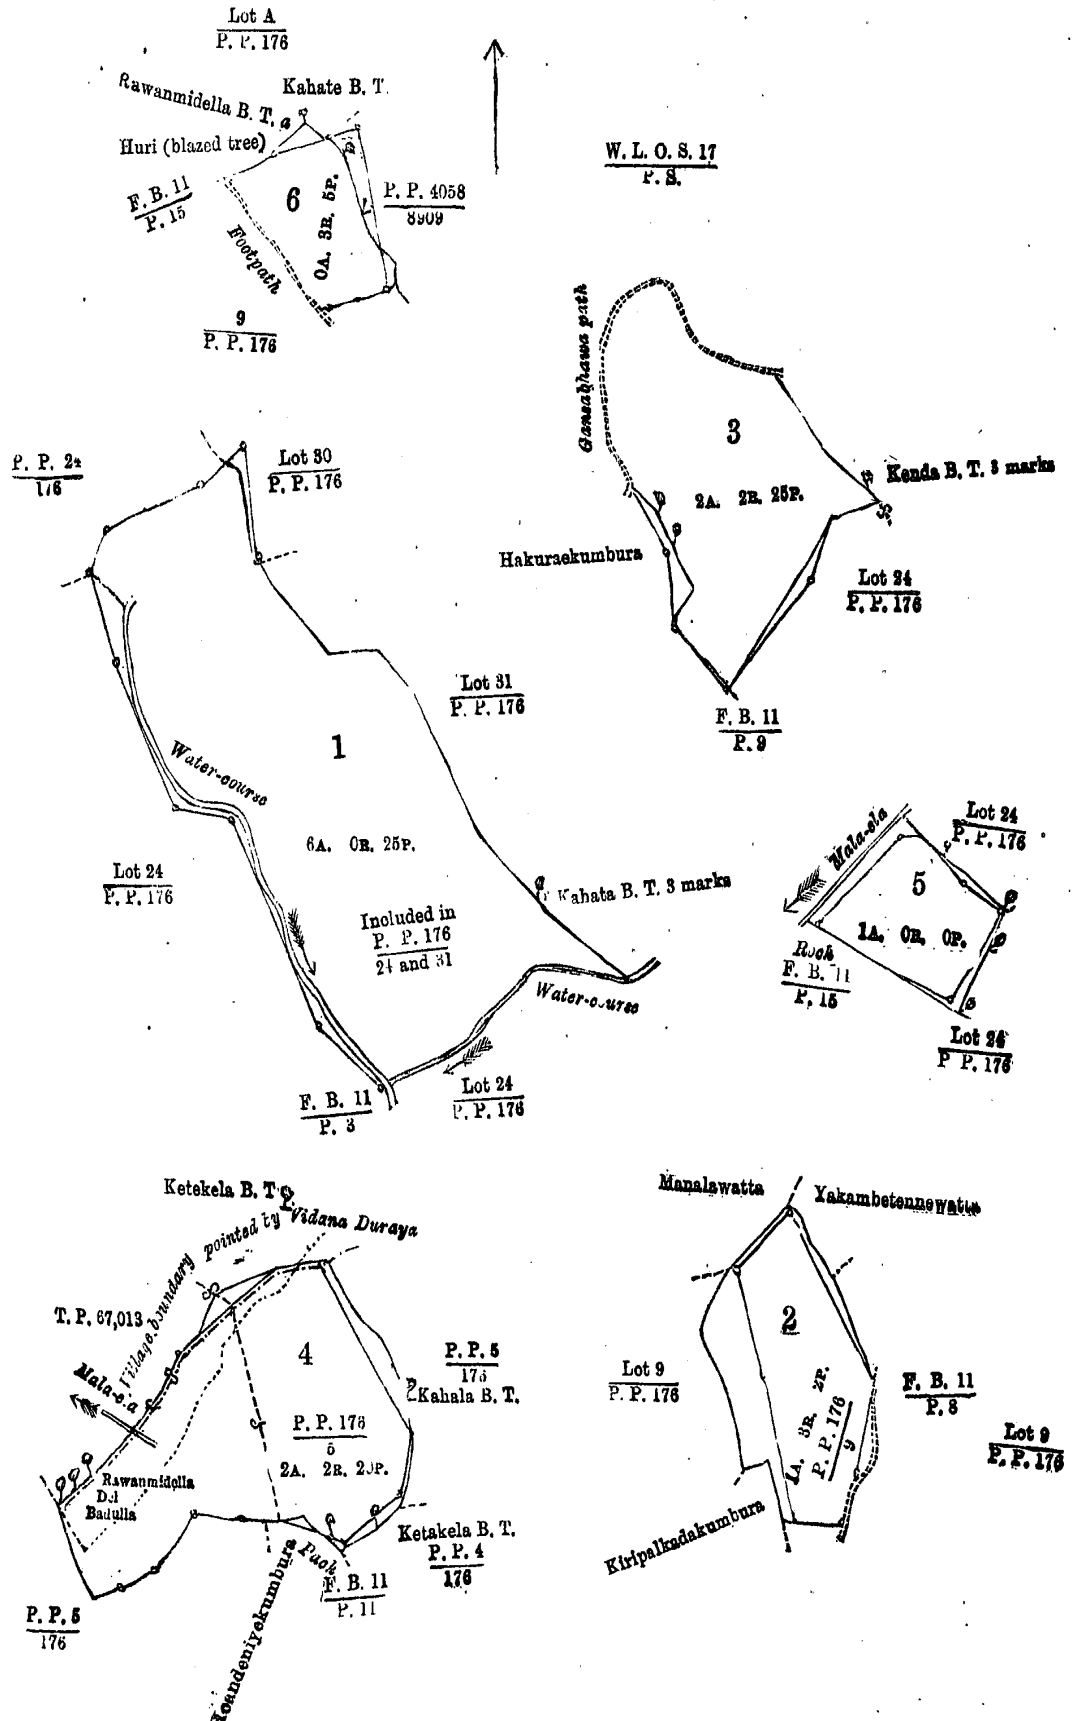 Lot A
P. P. 176
Rawanmidella B. T.
Kahate B. T.
Huri (blazed tree)
F. B. 11
P. 15
6
0A. 3R. 5P.
P. P. 4058
8909
Footpath
9
P. P. 176
W. L. O. S. 17
P. S.
Gansabhawa path
3
2A. 2R. 25P.
Kenda B. T. 3 marks
Hakuraekumbura
Lot 24
P. P. 176
F. B. 11
P. 9
P. P. 24
176
Lot 30
P. P. 176
Lot 31
P. P. 176
1
Water-course
6A. 0R. 25P.
Lot 24
P. P. 176
Kahata B. T. 3 marks
Included in
P. P. 176
24 and 31
Water-course
F. B. 11
P. 3
Lot 24
P. P. 176
Mala-ela
Lot 24
P. P. 176
5
1A. 0R. 0P.
Rock
F. B. 11
P. 15
Lot 24
P. P. 176
Ketekela B. T.
Village boundary pointed by Vidana Duraya
T. P. 67,013
Mala-ela
4
P. P. 5
176
Kahala B. T.
P. P. 176
2A. 2R.
Rawanmidella
Del
Badulla
Ketakela B. T.
P. P. 4
176
F. B. 11
P. 11
P. P. 5
176
Manalawatta
Yakambetennewatta
2
Lot 9
P. P. 176
1A. 3R. 2P.
P. P. 176
9
F. B. 11
P. 8
Lot 9
P. P. 176
Kiripalkadakumbura